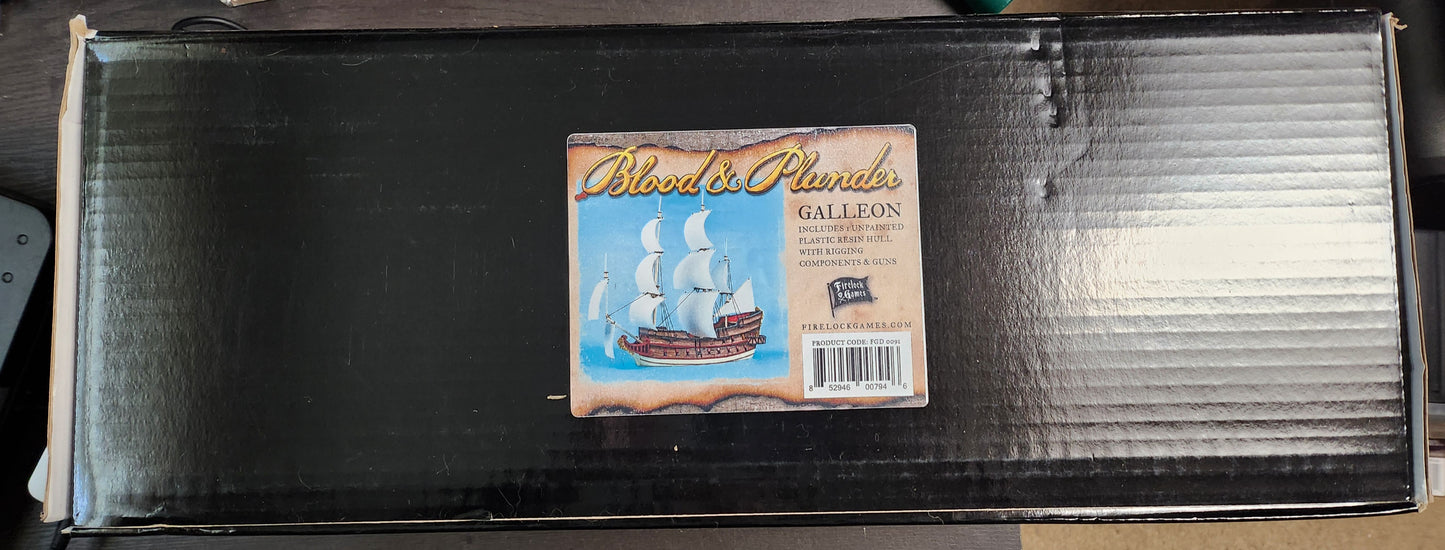 Blood & Plunder
GALLEON
INCLUDES 1 UNPAINTED
PLASTIC RESIN HULL
WITH RIGGING
COMPONENTS & GUNS
Firelock
Games
FIRELOCKGAMES.COM
PRODUCT CODE: FGD 0091
8 52946 00794 6